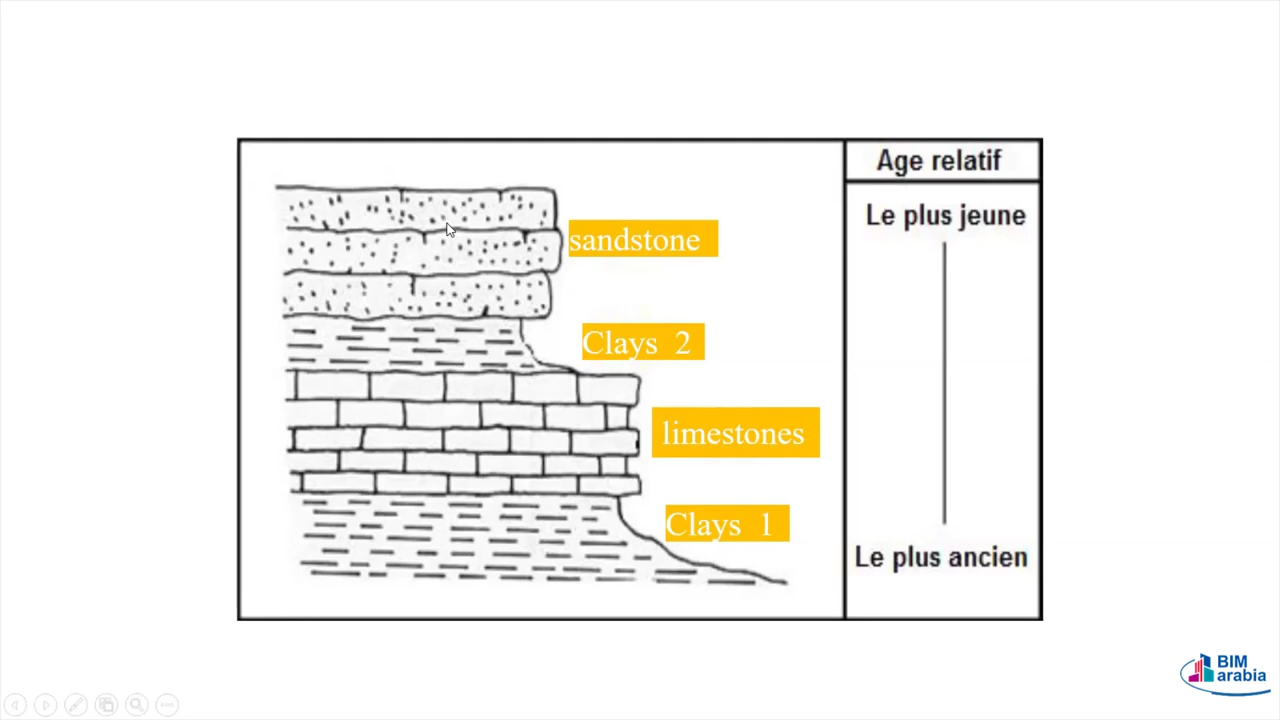 Age relatif
Le plus jeune
sandstone
Clays 2
limestones
Clays 1
Le plus ancien
BIM
arabia